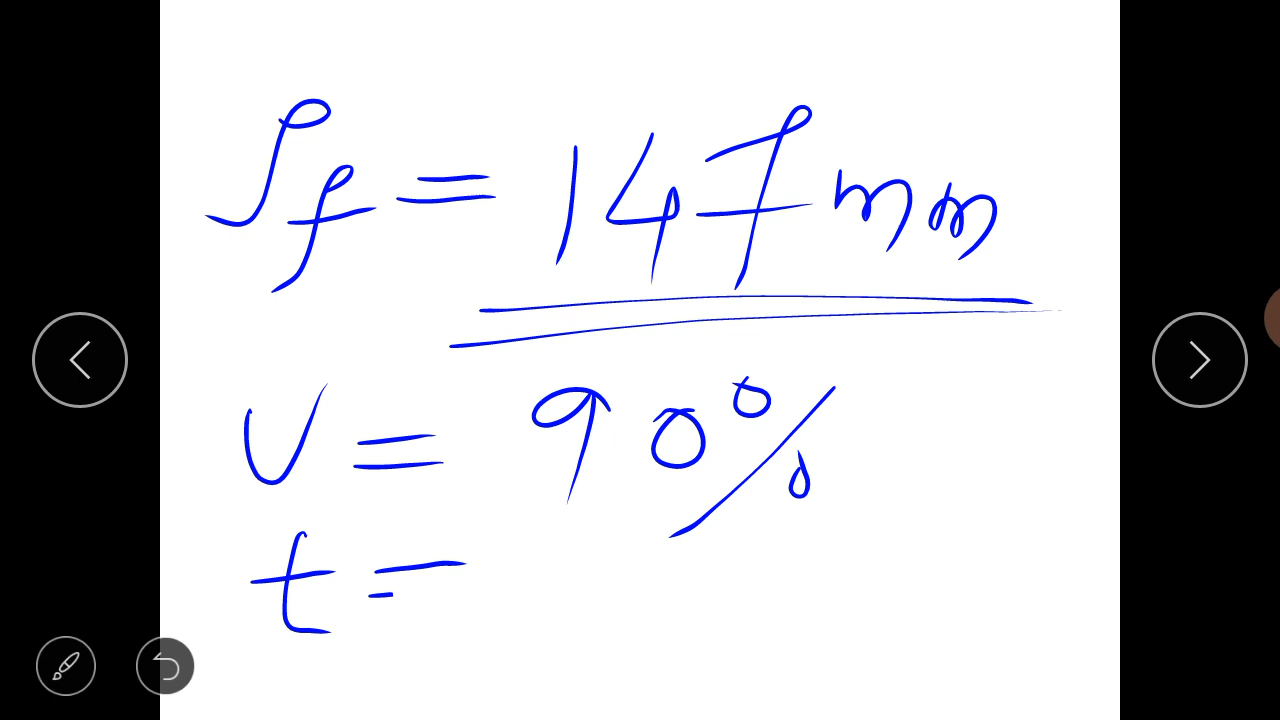 Sf = 147mm
U = 90%
t =